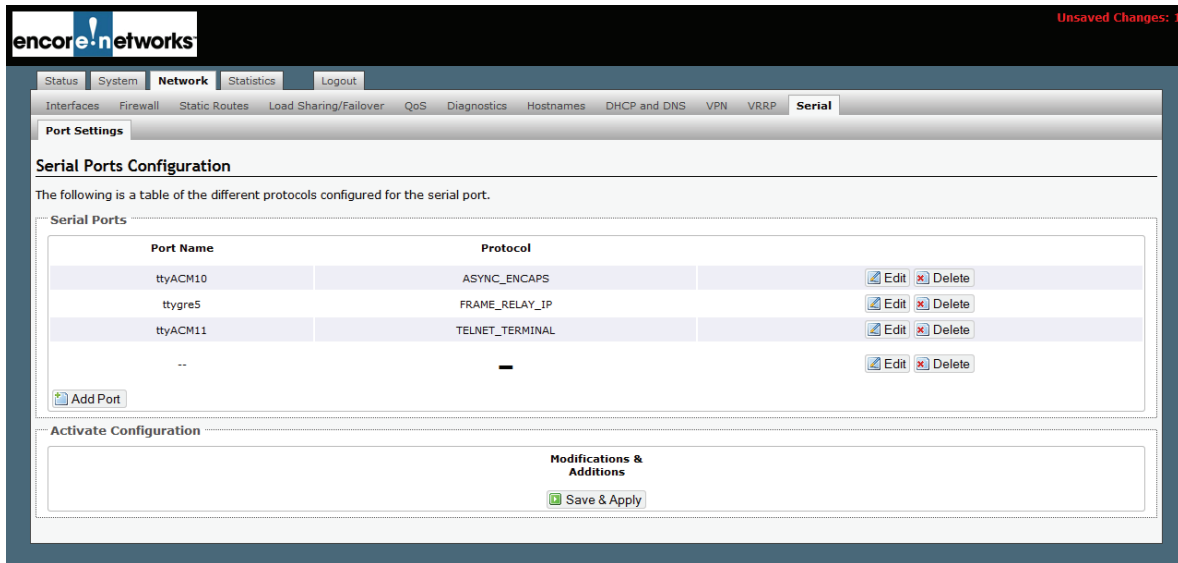 Unsaved Changes: 1
encore!networks
Status System Network Statistics Logout
Interfaces Firewall Static Routes Load Sharing/Failover QoS Diagnostics Hostnames DHCP and DNS VPN VRRP Serial
Port Settings
Serial Ports Configuration
The following is a table of the different protocols configured for the serial port.
Serial Ports
Port Name Protocol
ttyACM10 ASYNC_ENCAPS Edit Delete
ttygre5 FRAME_RELAY_IP Edit Delete
ttyACM11 TELNET_TERMINAL Edit Delete
-- – Edit Delete
Add Port
Activate Configuration
Modifications &
Additions
Save & Apply